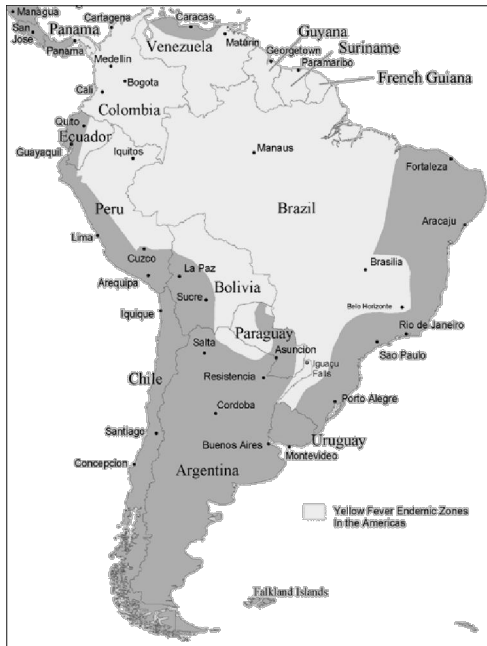 Managua
San
José
Panama
Panama
Cartagena
Caracas
Maturin
Venezuela
Guyana
Suriname
Georgetown
Paramaribo
French Guiana
Medellin
Bogota
Cali
Colombia
Quito
Ecuador
Guayaquil
Iquitos
Manaus
Fortaleza
Peru
Brazil
Aracaju
Lima
Cuzco
La Paz
Brasilia
Arequipa
Bolivia
Sucre
Belo Horizonte
Iquique
Paraguay
Rio de Janeiro
Salta
Asuncion
Sao Paulo
Iguaçu
Falls
Chile
Resistencia
Cordoba
Porto Alegre
Santiago
Buenos Aires
Uruguay
Montevideo
Concepcion
Argentina
Yellow Fever Endemic Zones
In the Americas
Falkland Islands